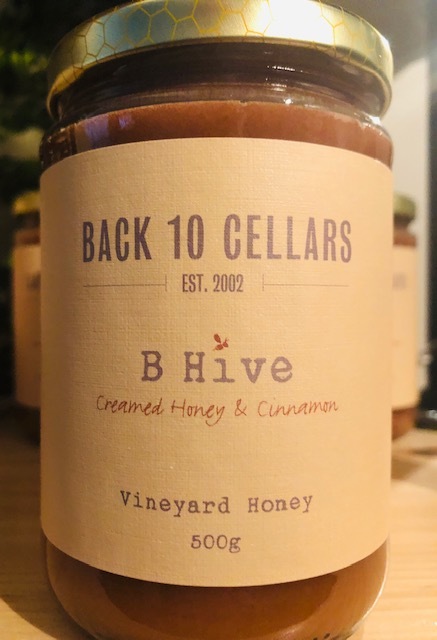 BACK 10 CELLARS
EST. 2002
B Hive
Creamed Honey & Cinnamon
Vineyard Honey
500g